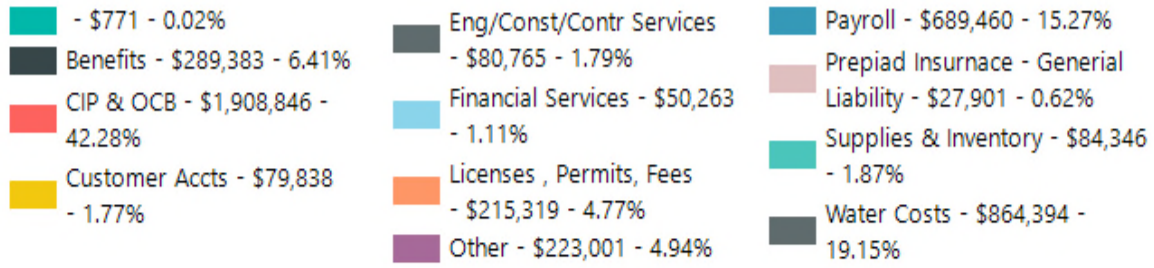 - $771 - 0.02%
Benefits - $289,383 - 6.41%
CIP & OCB - $1,908,846 -
42.28%
Customer Accts - $79,838
- 1.77%
Eng/Const/Contr Services
- $80,765 - 1.79%
Financial Services - $50,263
- 1.11%
Licenses , Permits, Fees
- $215,319 - 4.77%
Other - $223,001 - 4.94%
Payroll - $689,460 - 15.27%
Prepiad Insurnace - Generial
Liability - $27,901 - 0.62%
Supplies & Inventory - $84,346
- 1.87%
Water Costs - $864,394 -
19.15%